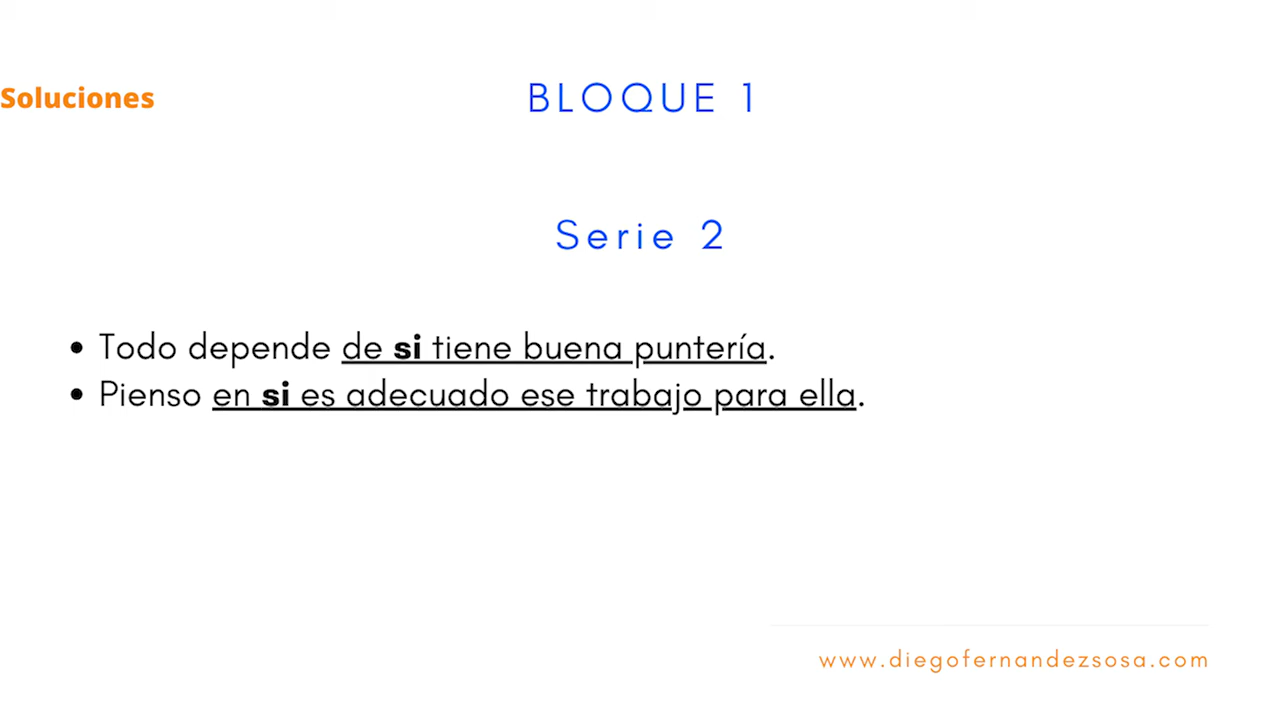 Soluciones
BLOQUE 1
Serie 2
• Todo depende de si tiene buena puntería.
• Pienso en si es adecuado ese trabajo para ella.
www.diegofernandezsosa.com